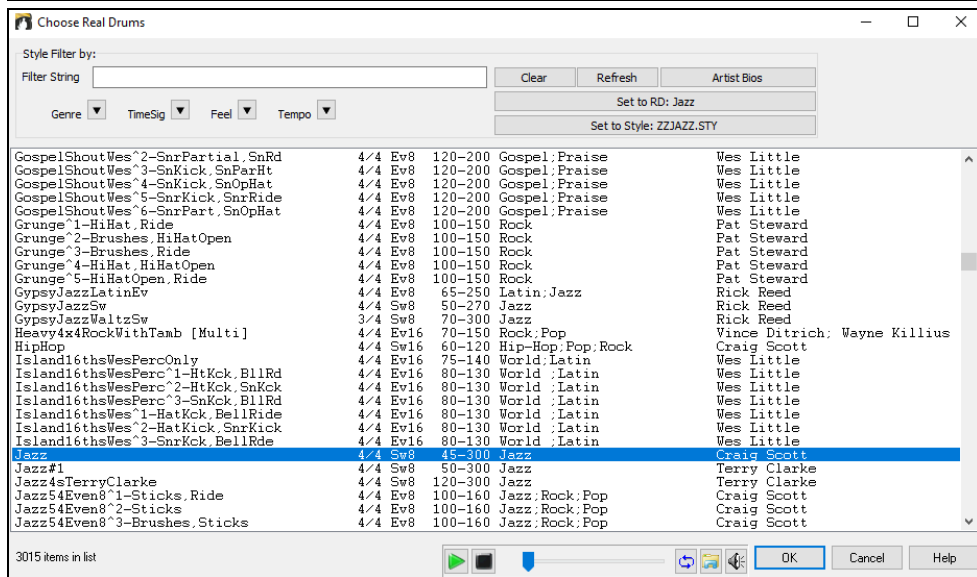 Choose Real Drums
Style Filter by:
Filter String
Clear Refresh Artist Bios
Set to RD: Jazz
Genre TimeSig Feel Tempo
Set to Style: ZZJAZZ.STY
GospelShoutWes^2-SnrPartial,SnRd 4/4 Ev8 120-200 Gospel;Praise Wes Little
GospelShoutWes^3-SnKick,SnParHt 4/4 Ev8 120-200 Gospel;Praise Wes Little
GospelShoutWes^4-SnKick,SnOpHat 4/4 Ev8 120-200 Gospel;Praise Wes Little
GospelShoutWes^5-SnrKick,SnrRide 4/4 Ev8 120-200 Gospel;Praise Wes Little
GospelShoutWes^6-SnrPart,SnOpHat 4/4 Ev8 120-200 Gospel;Praise Wes Little
Grunge^1-HiHat,Ride 4/4 Ev8 100-150 Rock Pat Steward
Grunge^2-Brushes,HiHatOpen 4/4 Ev8 100-150 Rock Pat Steward
Grunge^3-Brushes,Ride 4/4 Ev8 100-150 Rock Pat Steward
Grunge^4-HiHat,HiHatOpen 4/4 Ev8 100-150 Rock Pat Steward
Grunge^5-HiHatOpen,Ride 4/4 Ev8 100-150 Rock Pat Steward
GypsyJazzLatinEv 4/4 Ev8 65-250 Latin;Jazz Rick Reed
GypsyJazzSw 4/4 Sw8 50-270 Jazz Rick Reed
GypsyJazzWaltzSw 3/4 Sw8 70-300 Jazz Rick Reed
Heavy4x4RockWithTamb [Multi] 4/4 Ev16 70-150 Rock;Pop Vince Ditrich; Wayne Killius
HipHop 4/4 Sw16 60-120 Hip-Hop;Pop;Rock Craig Scott
Island16thsWesPercOnly 4/4 Ev16 75-140 World;Latin Wes Little
Island16thsWesPerc^1-HtKck,BllRd 4/4 Ev16 80-130 World ;Latin Wes Little
Island16thsWesPerc^2-HtKck,SnKck 4/4 Ev16 80-130 World ;Latin Wes Little
Island16thsWesPerc^3-SnKck,BllRd 4/4 Ev16 80-130 World ;Latin Wes Little
Island16thsWes^1-HatKck,BellRide 4/4 Ev16 80-130 World ;Latin Wes Little
Island16thsWes^2-HatKick,SnrKick 4/4 Ev16 80-130 World ;Latin Wes Little
Island16thsWes^3-SnrKck,BellRde 4/4 Ev16 80-130 World ;Latin Wes Little
Jazz 4/4 Sw8 45-300 Jazz Craig Scott
Jazz#1 4/4 Sw8 50-300 Jazz Terry Clarke
Jazz4sTerryClarke 4/4 Sw8 120-300 Jazz Terry Clarke
Jazz54Even8^1-Sticks,Ride 4/4 Ev8 100-160 Jazz;Rock;Pop Craig Scott
Jazz54Even8^2-Sticks 4/4 Ev8 100-160 Jazz;Rock;Pop Craig Scott
Jazz54Even8^3-Brushes,Sticks 4/4 Ev8 100-160 Jazz;Rock;Pop Craig Scott
3015 items in list OK Cancel Help